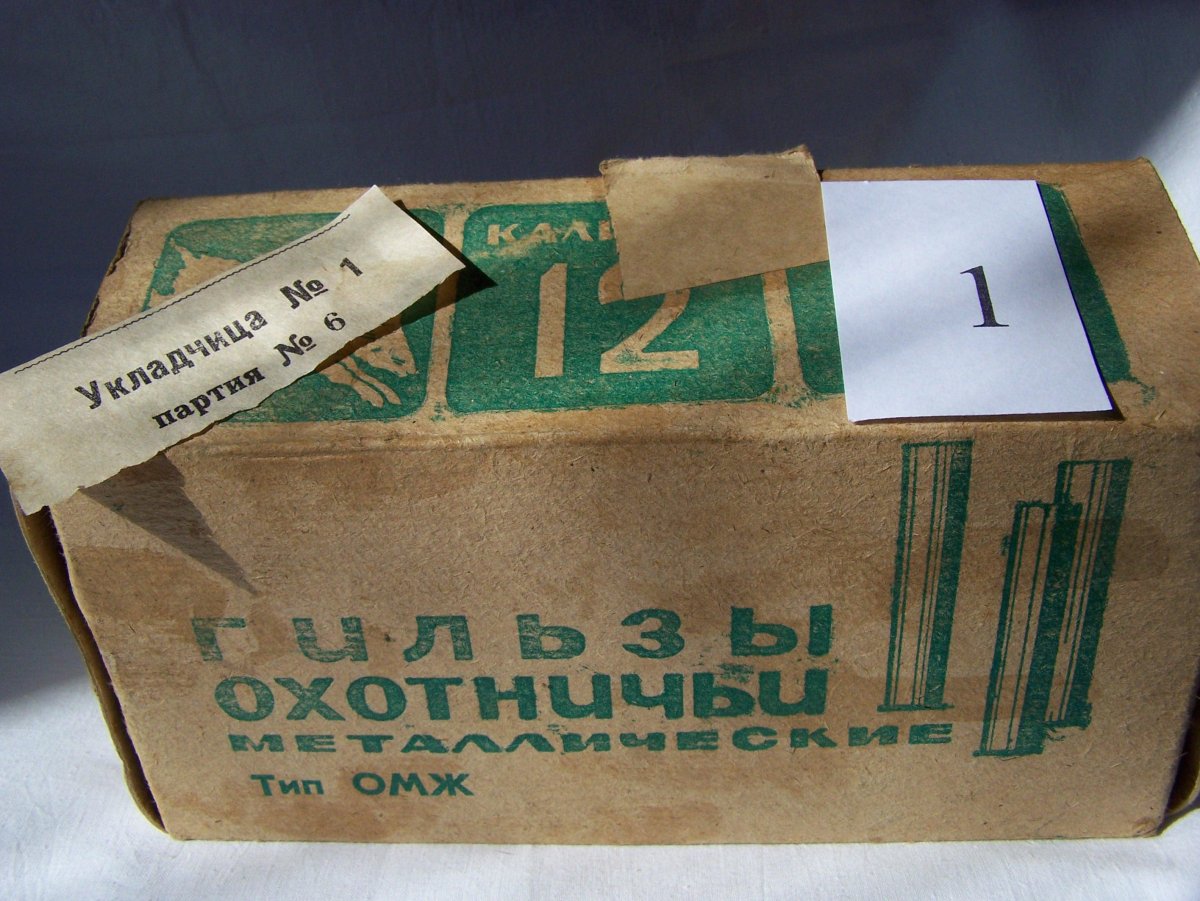 Укладчица № 1
партия № 6
12
1
ГИЛЬЗЫ
ОХОТНИЧЬИ
МЕТАЛЛИЧЕСКИЕ
Тип ОМЖ